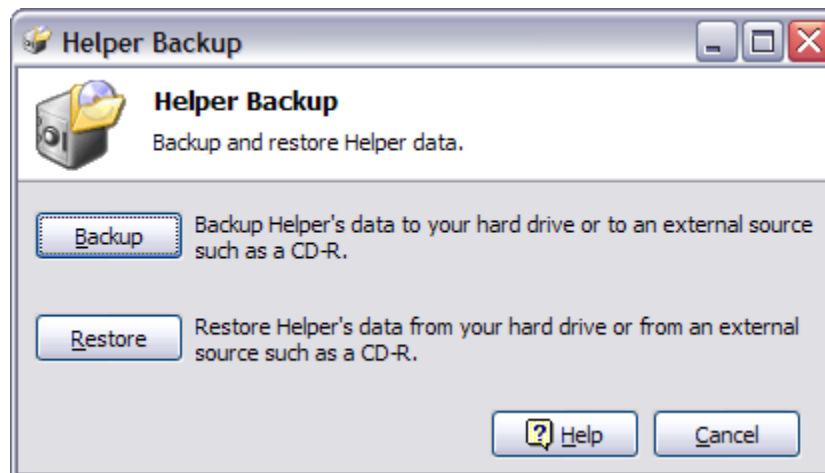 Helper Backup
Helper Backup
Backup and restore Helper data.
Backup
Backup Helper's data to your hard drive or to an external source
such as a CD-R.
Restore
Restore Helper's data from your hard drive or from an external
source such as a CD-R.
Help
Cancel